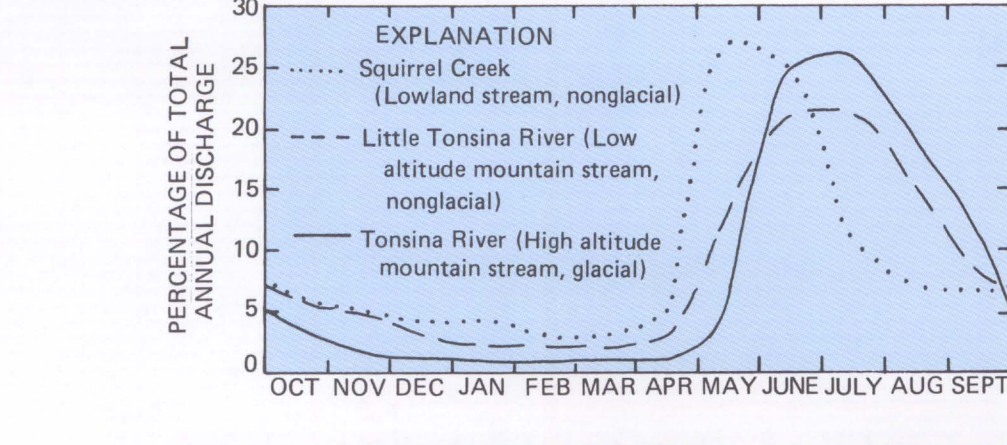 PERCENTAGE OF TOTAL
ANNUAL DISCHARGE
30
25
20
15
10
5
0
EXPLANATION
Squirrel Creek
(Lowland stream, nonglacial)
Little Tonsina River (Low
altitude mountain stream,
nonglacial)
Tonsina River (High altitude
mountain stream, glacial)
OCT NOV DEC JAN FEB MAR APR MAY JUNE JULY AUG SEPT